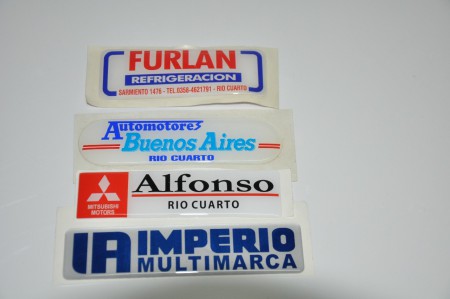 FURLAN
REFRIGERACION
SARMIENTO 1476 - TEL.0358-4621791 - RIO CUARTO
Automotores
Buenos Aires
RIO CUARTO
MITSUBISHI
MOTORS
Alfonso
RIO CUARTO
IA IMPERIO
MULTIMARCA